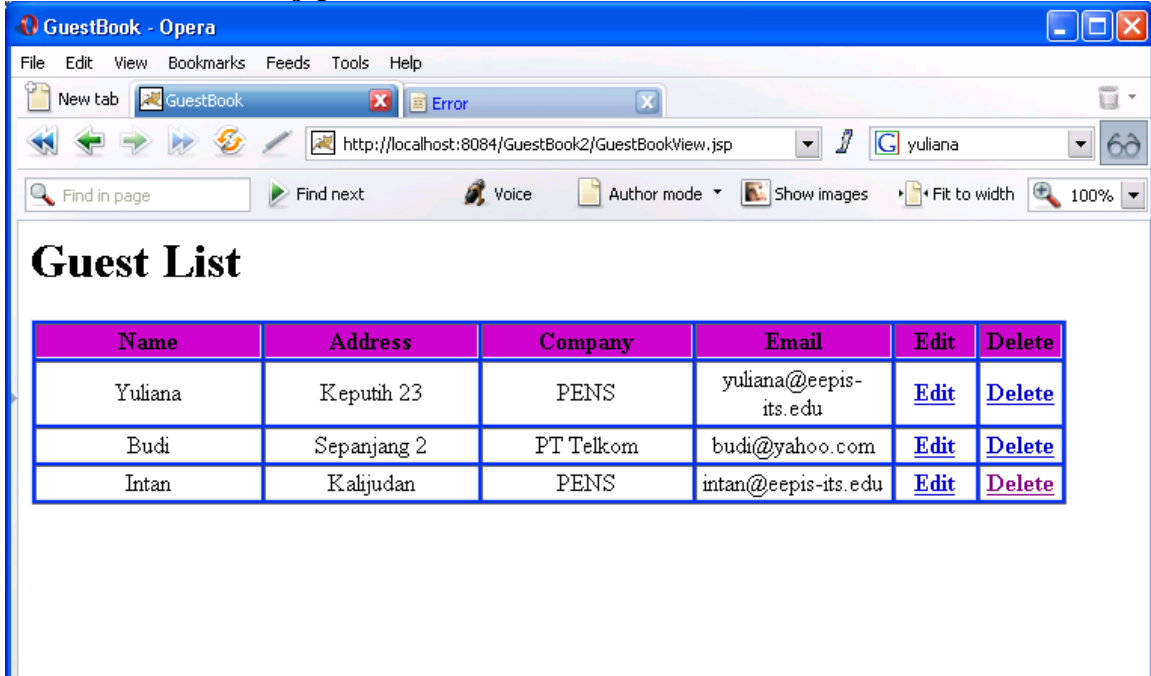 GuestBook - Opera
File Edit View Bookmarks Feeds Tools Help
New tab GuestBook Error
http://localhost:8084/GuestBook2/GuestBookView.jsp G yuliana
Find in page Find next Voice Author mode Show images Fit to width 100%
Guest List
Name Address Company Email Edit Delete
Yuliana Keputih 23 PENS yuliana@eepis-
its.edu Edit Delete
Budi Sepanjang 2 PT Telkom budi@yahoo.com Edit Delete
Intan Kalijudan PENS intan@eepis-its.edu Edit Delete